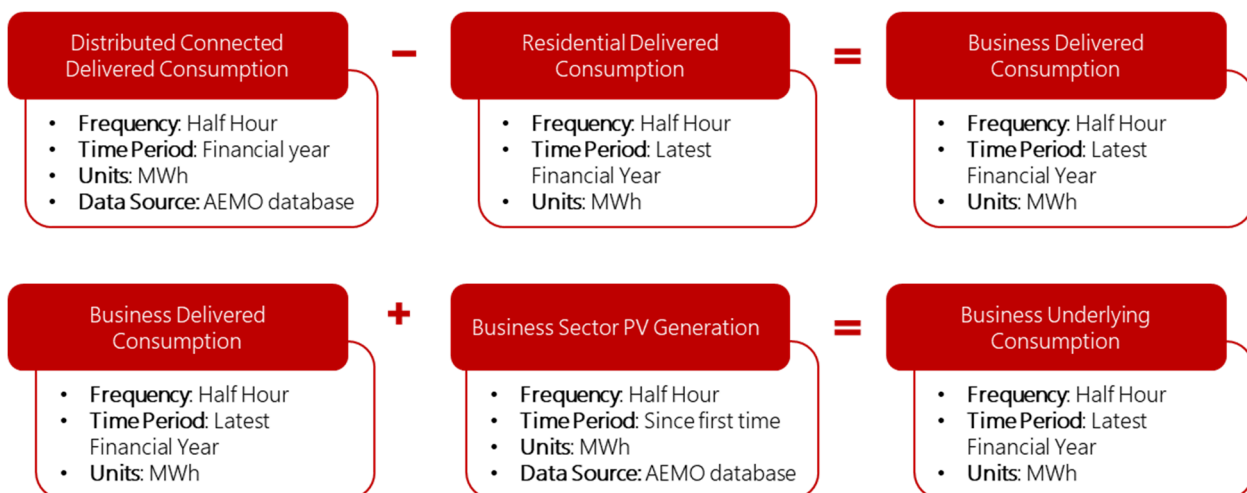 Distributed Connected
Delivered Consumption
• Frequency: Half Hour
• Time Period: Financial year
• Units: MWh
• Data Source: AEMO database
−
Residential Delivered
Consumption
• Frequency: Half Hour
• Time Period: Latest
Financial Year
• Units: MWh
=
Business Delivered
Consumption
• Frequency: Half Hour
• Time Period: Latest
Financial Year
• Units: MWh
Business Delivered
Consumption
• Frequency: Half Hour
• Time Period: Latest
Financial Year
• Units: MWh
+
Business Sector PV Generation
• Frequency: Half Hour
• Time Period: Since first time
• Units: MWh
• Data Source: AEMO database
=
Business Underlying
Consumption
• Frequency: Half Hour
• Time Period: Latest
Financial Year
• Units: MWh